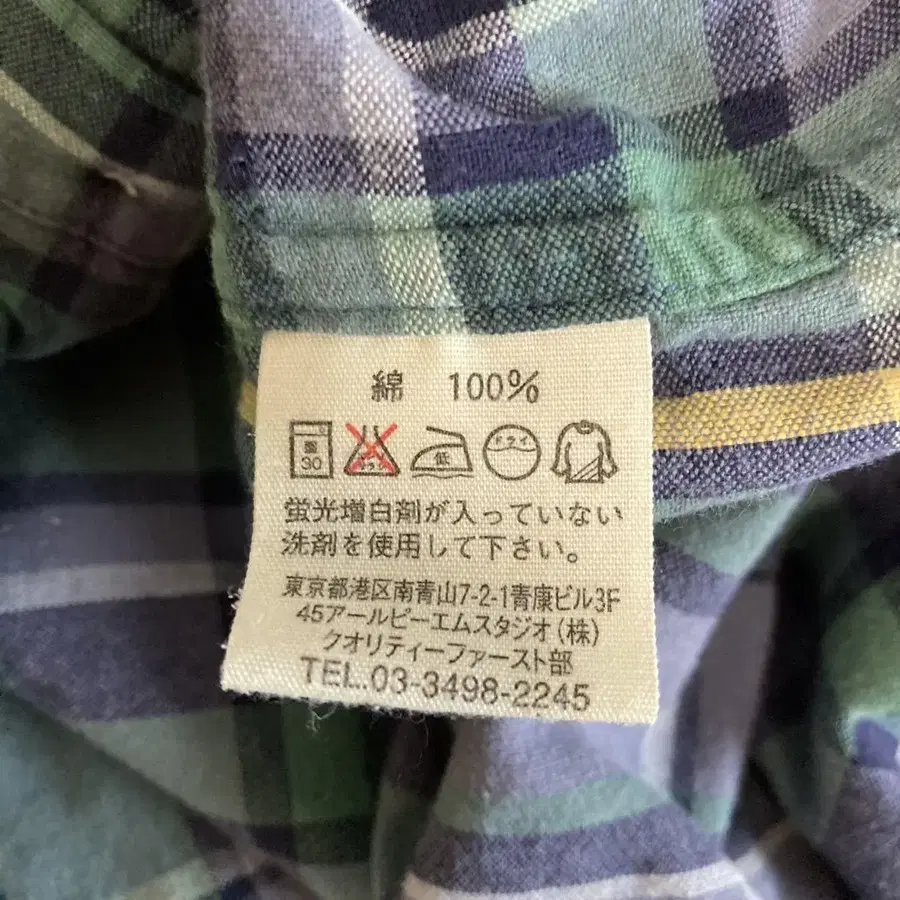 綿 100%
30 低 ドライ
蛍光増白剤が入っていない
洗剤を使用して下さい。
東京都港区南青山7-2-1青康ビル3F
45アールピーエムスタジオ(株)
クオリティーファースト部
TEL.03-3498-2245